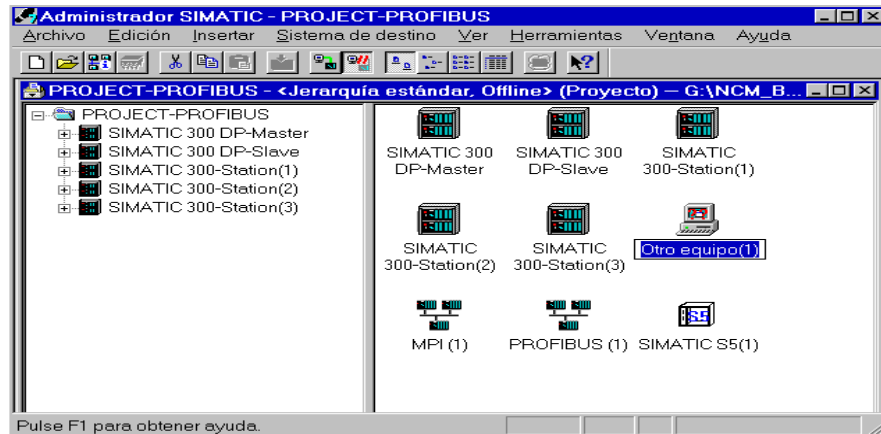 Administrador SIMATIC - PROJECT-PROFIBUS
Archivo Edición Insertar Sistema de destino Ver Herramientas Ventana Ayuda
PROJECT-PROFIBUS - <Jerarquía estándar, Offline> (Proyecto) -- G:\NCM_B...
PROJECT-PROFIBUS
SIMATIC 300 DP-Master
SIMATIC 300 DP-Slave
SIMATIC 300-Station(1)
SIMATIC 300-Station(2)
SIMATIC 300-Station(3)
SIMATIC 300 DP-Master
SIMATIC 300 DP-Slave
SIMATIC 300-Station(1)
SIMATIC 300-Station(2)
SIMATIC 300-Station(3)
Otro equipo(1)
MPI (1)
PROFIBUS (1)
S5
SIMATIC S5(1)
Pulse F1 para obtener ayuda.